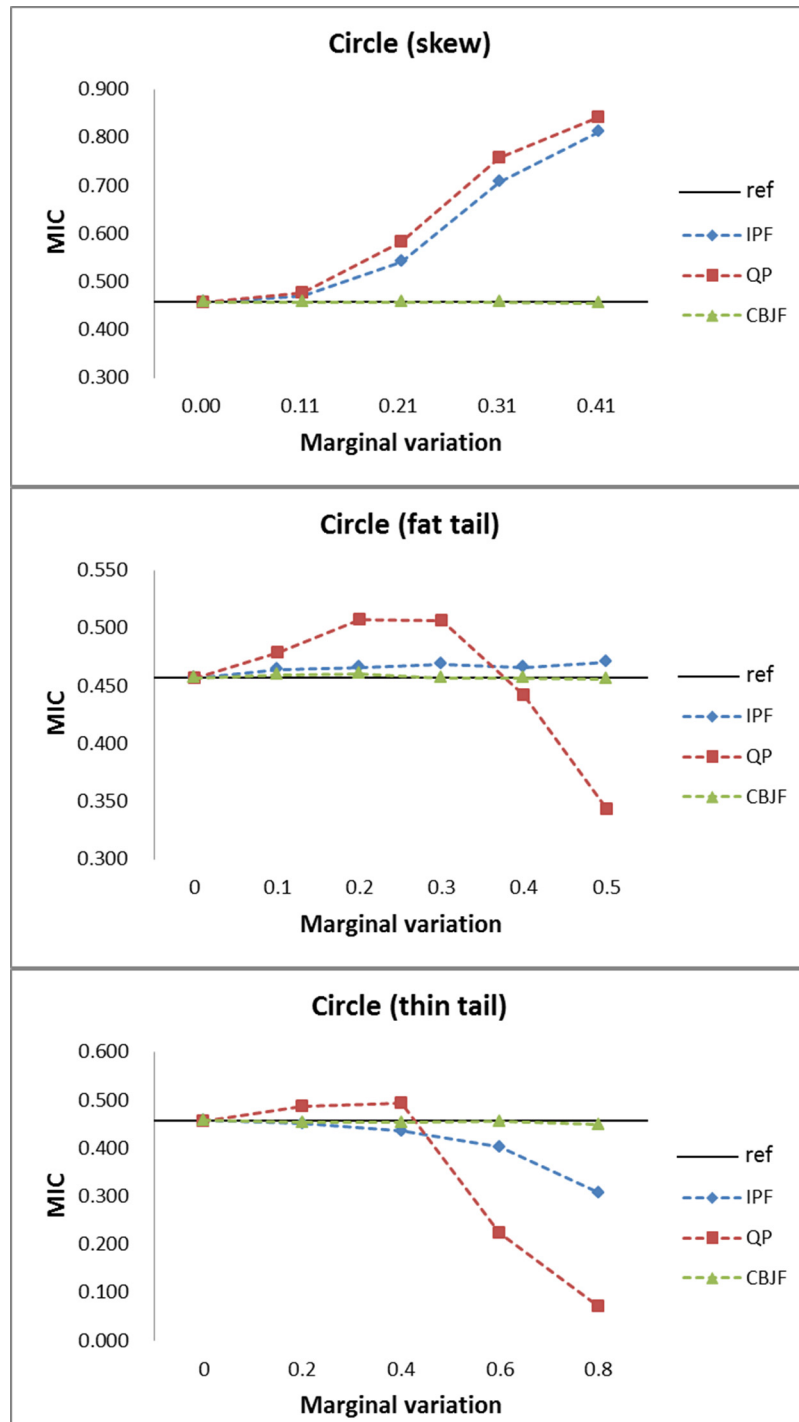 Circle (skew)
0.900
0.800
0.700
0.600
0.500
0.400
0.300
MIC
0.00 0.11 0.21 0.31 0.41
Marginal variation
ref
IPF
QP
CBJF
Circle (fat tail)
0.550
0.500
0.450
0.400
0.350
0.300
MIC
0 0.1 0.2 0.3 0.4 0.5
Marginal variation
ref
IPF
QP
CBJF
Circle (thin tail)
0.600
0.500
0.400
0.300
0.200
0.100
0.000
MIC
0 0.2 0.4 0.6 0.8
Marginal variation
ref
IPF
QP
CBJF